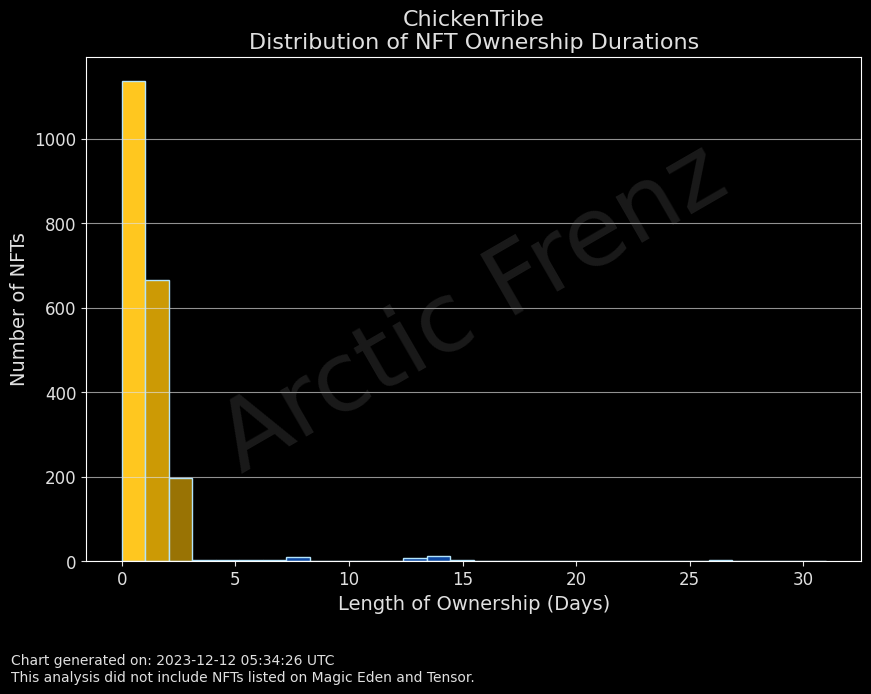 ChickenTribe
Distribution of NFT Ownership Durations
1000
800
600
400
200
0
Number of NFTs
Arctic Frenz
0 5 10 15 20 25 30
Length of Ownership (Days)
Chart generated on: 2023-12-12 05:34:26 UTC
This analysis did not include NFTs listed on Magic Eden and Tensor.